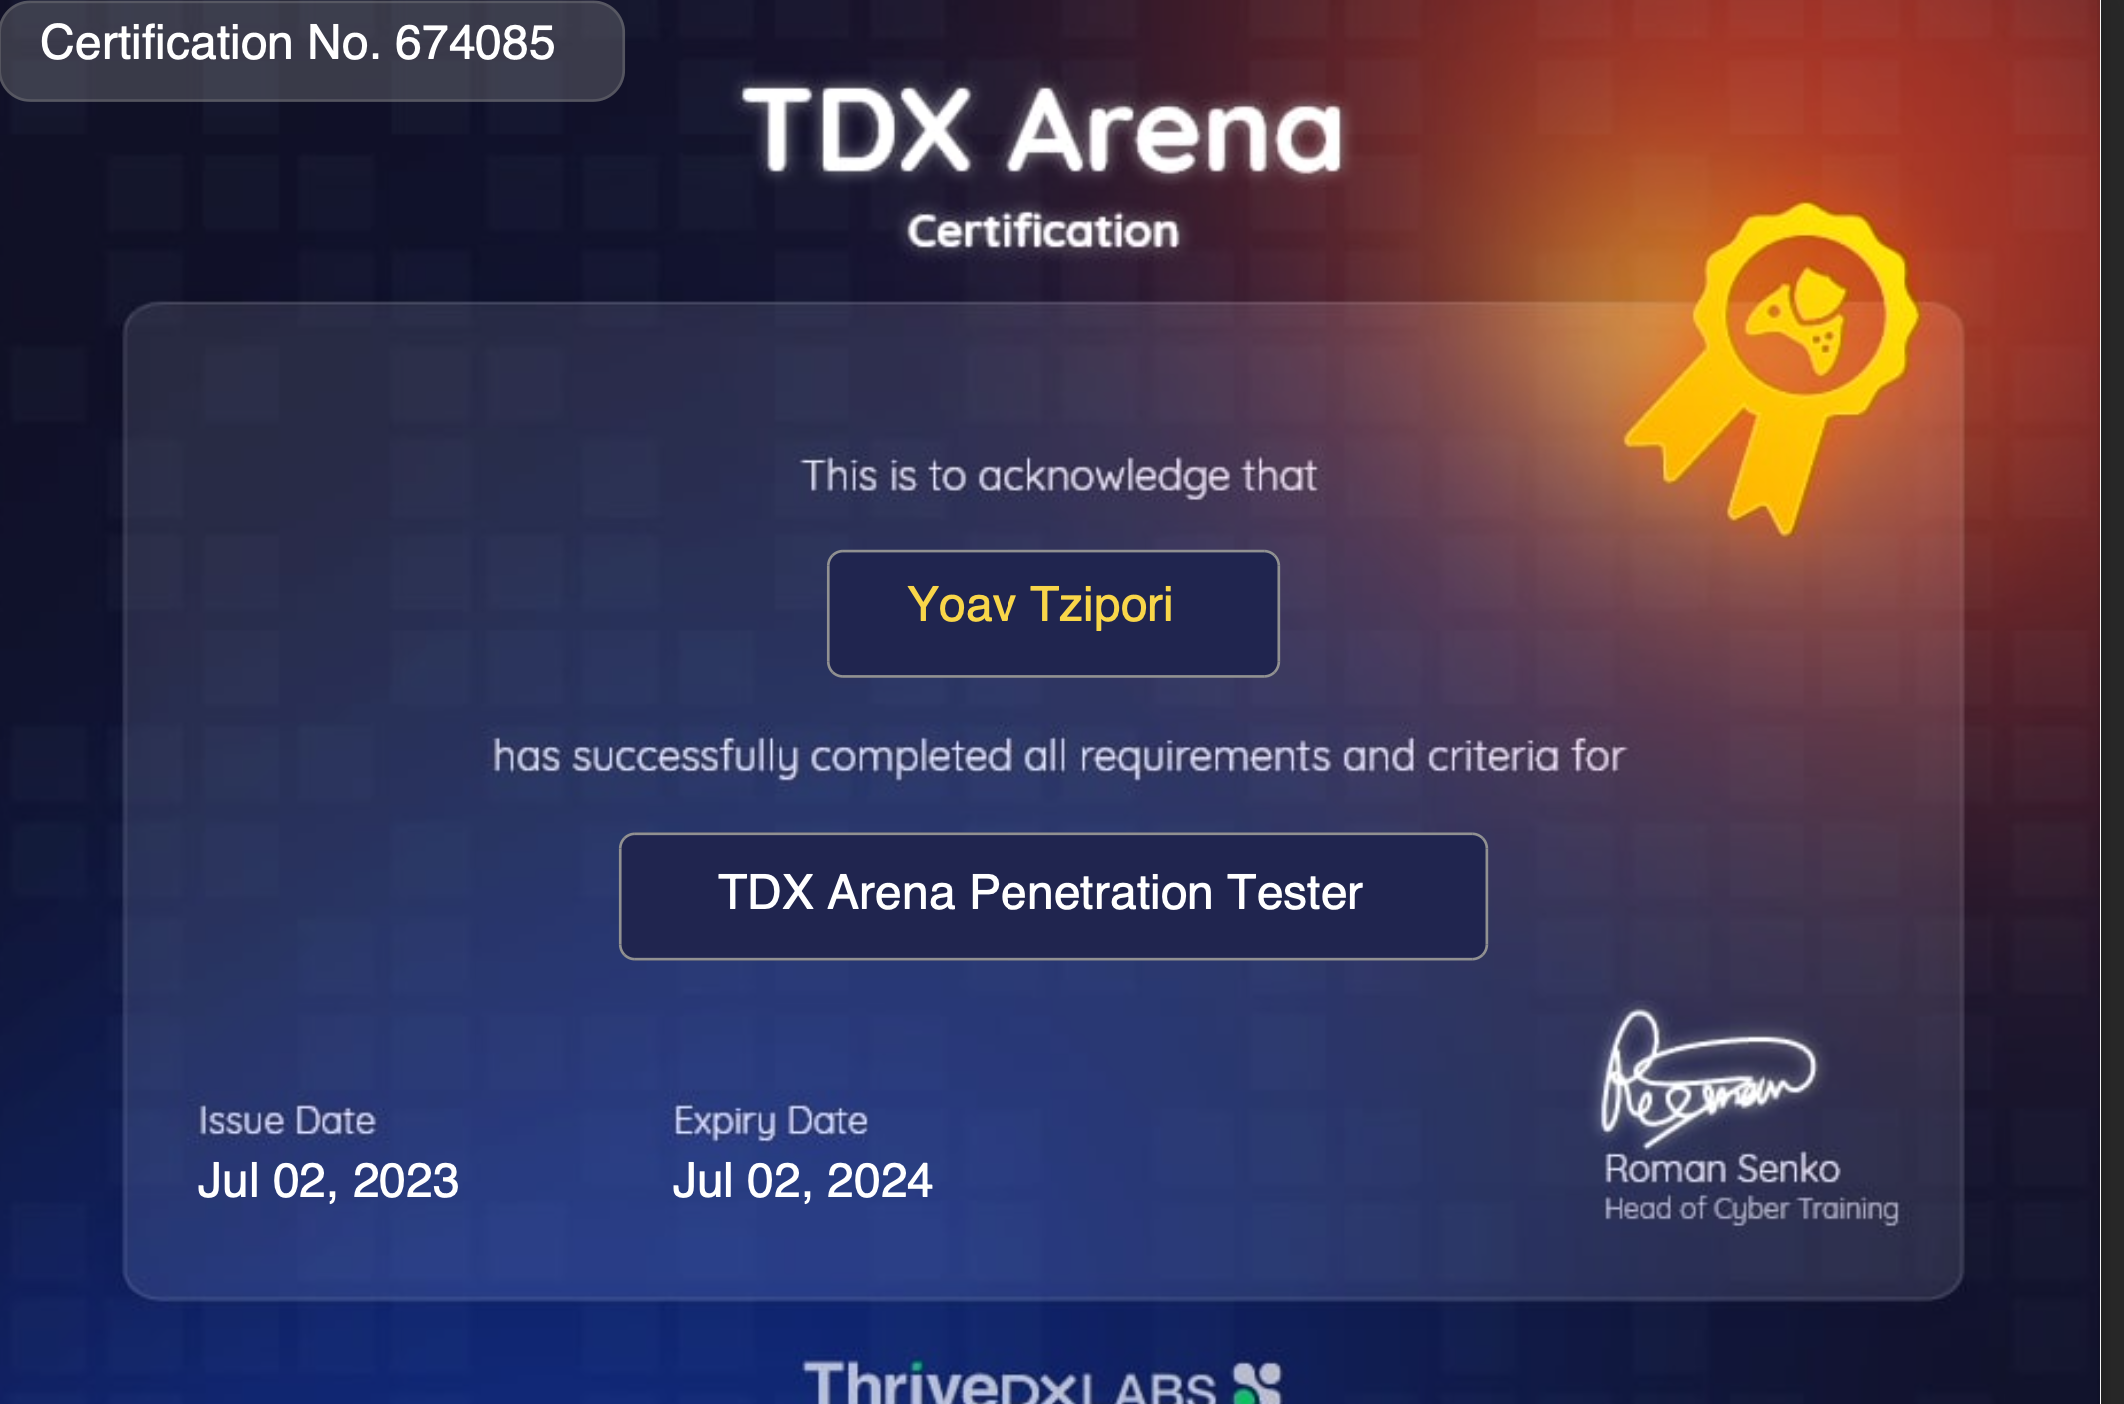 Certification No. 674085
TDX Arena
Certification
This is to acknowledge that
Yoav Tzipori
has successfully completed all requirements and criteria for
TDX Arena Penetration Tester
Issue Date
Jul 02, 2023
Expiry Date
Jul 02, 2024
Roman Senko
Head of Cyber Training
ThriveDX LABS